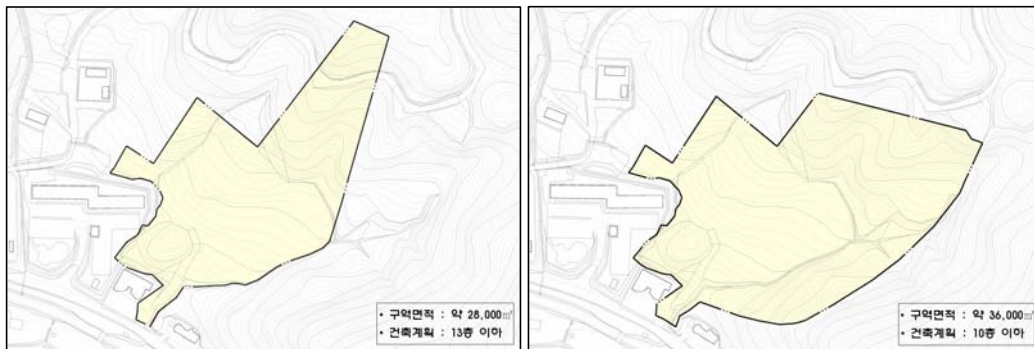 • 구역면적 : 약 28,000㎡
• 건축계획 : 13층 이하
• 구역면적 : 약 36,000㎡
• 건축계획 : 10층 이하